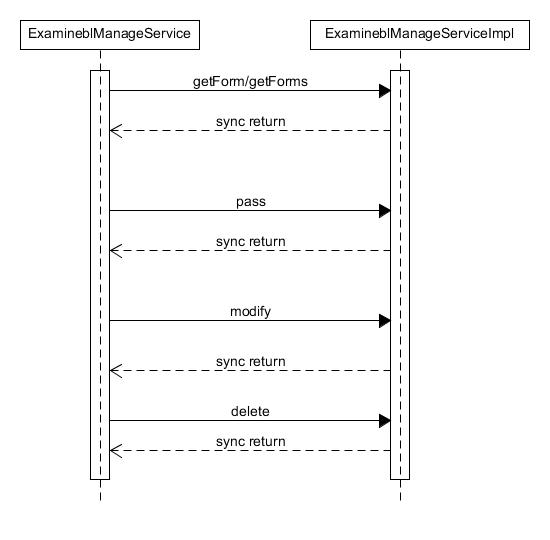 ExamineblManageService
ExamineblManageServiceImpl
getForm/getForms
sync return
pass
sync return
modify
sync return
delete
sync return